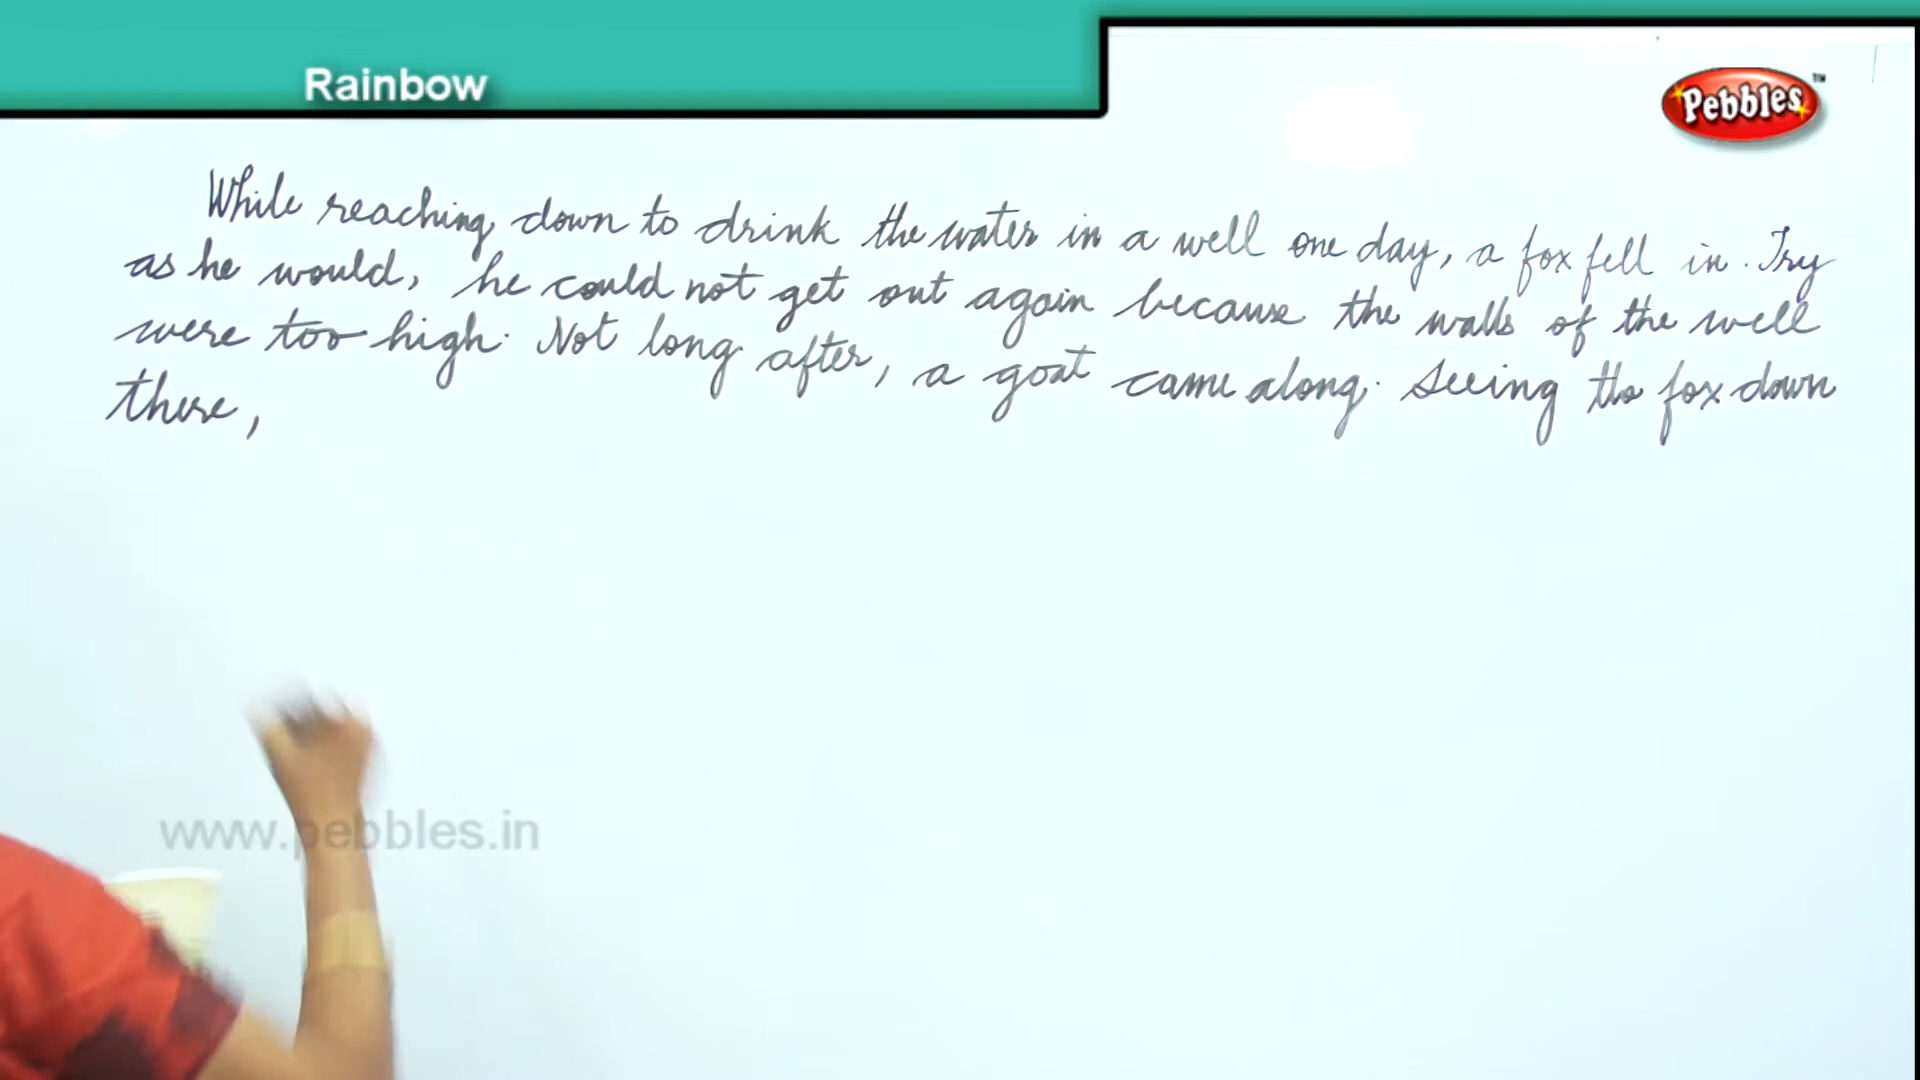 Rainbow
Pebbles™
While reaching down to drink the water in a well one day, a fox fell in. Try
as he would, he could not get out again because the walls of the well
were too high. Not long after, a goat came along. Seeing the fox down
there,
www.pebbles.in